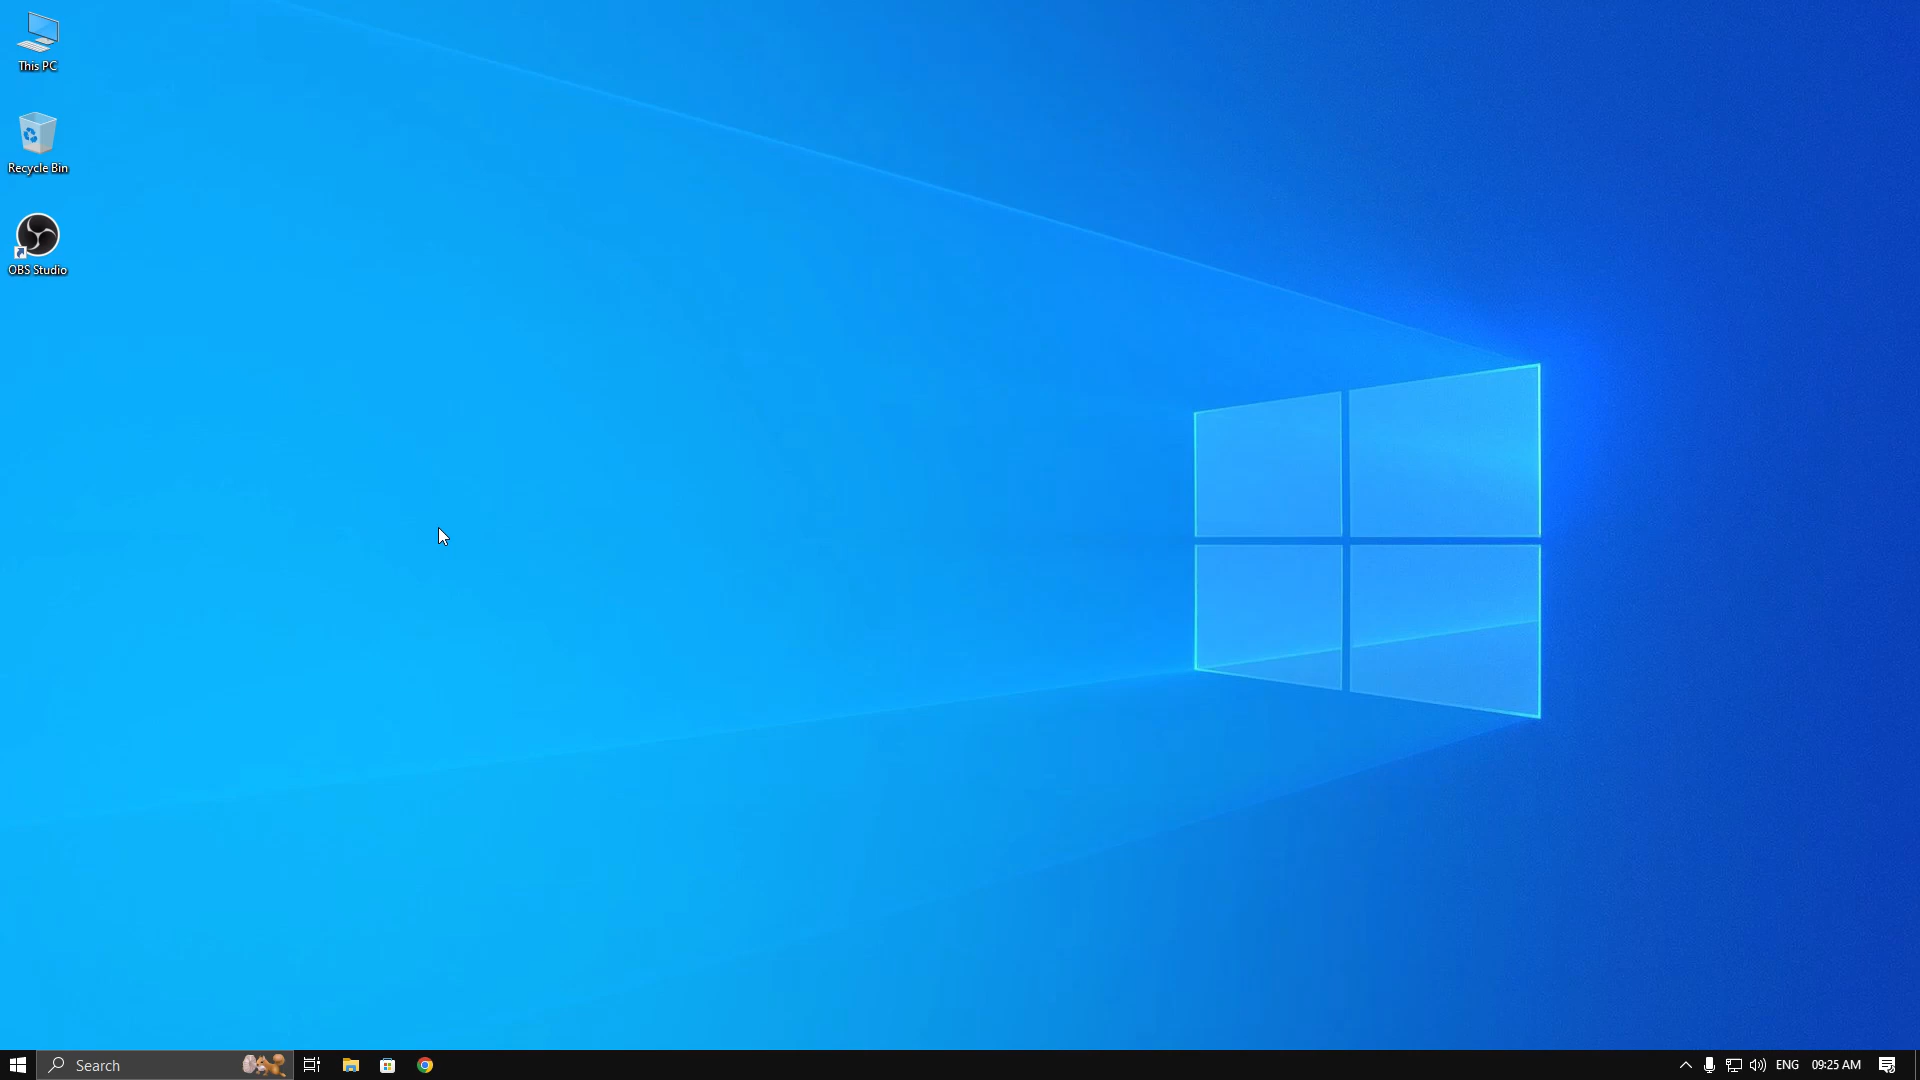 This PC
Recycle Bin
OBS Studio
Search
ENG
09:25 AM